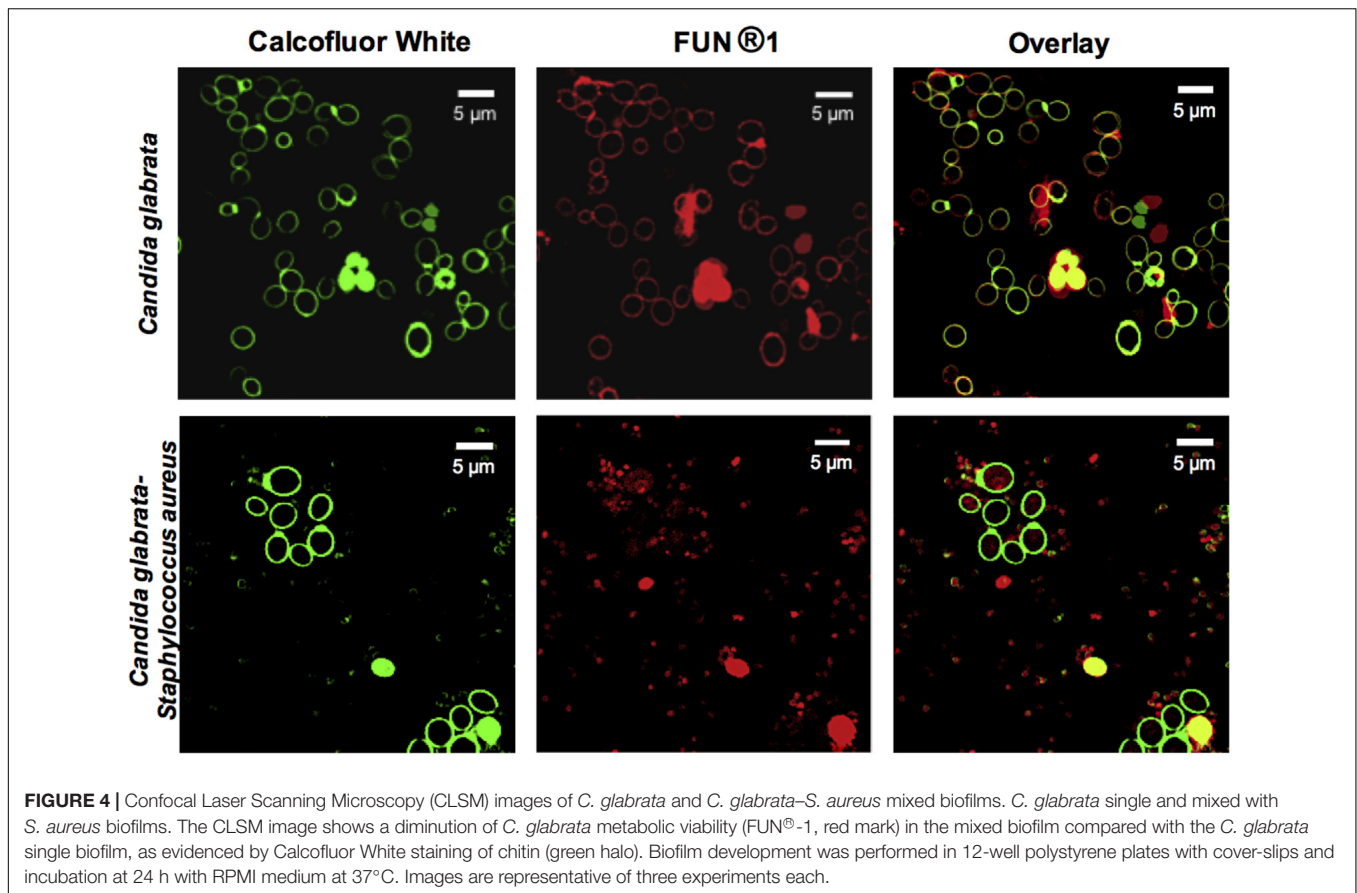 Calcofluor White FUN ®1 Overlay
Candida glabrata
5 µm 5 µm 5 µm
Candida glabrata-
Staphylococcus aureus
5 µm 5 µm 5 µm
FIGURE 4 | Confocal Laser Scanning Microscopy (CLSM) images of C. glabrata and C. glabrata–S. aureus mixed biofilms. C. glabrata single and mixed with
S. aureus biofilms. The CLSM image shows a diminution of C. glabrata metabolic viability (FUN®-1, red mark) in the mixed biofilm compared with the C. glabrata
single biofilm, as evidenced by Calcofluor White staining of chitin (green halo). Biofilm development was performed in 12-well polystyrene plates with cover-slips and
incubation at 24 h with RPMI medium at 37°C. Images are representative of three experiments each.